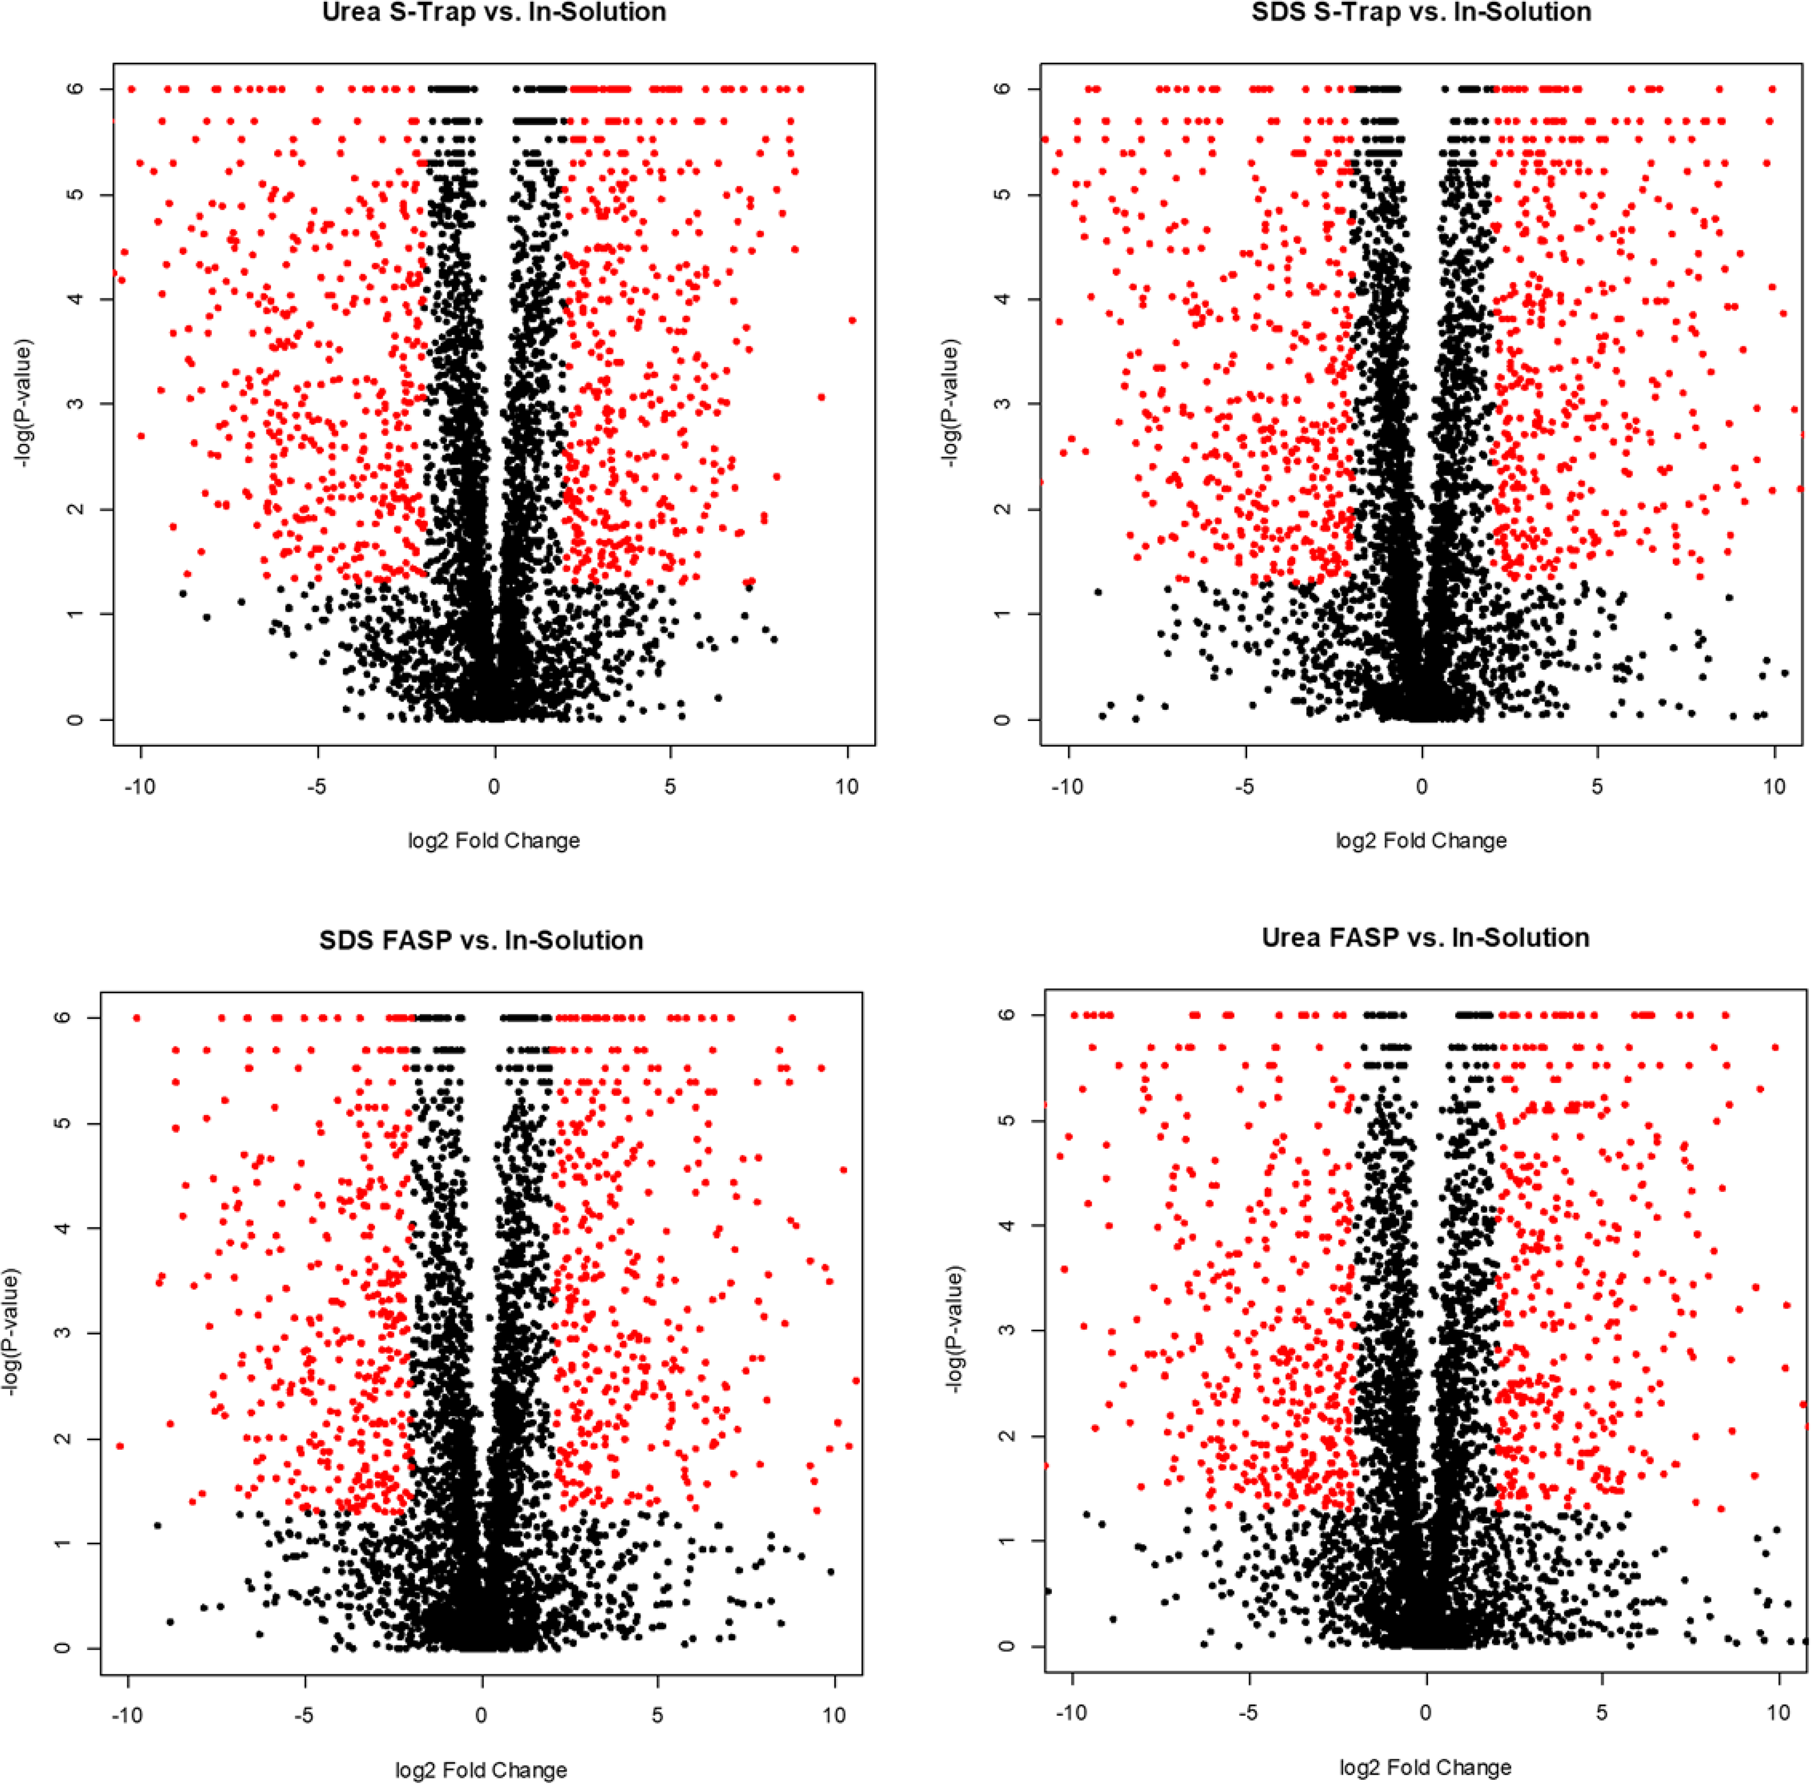 Urea S-Trap vs. In-Solution
SDS S-Trap vs. In-Solution
-log(P-value)
6
5
4
3
2
1
0
-10 -5 0 5 10
log2 Fold Change
-log(P-value)
6
5
4
3
2
1
0
-10 -5 0 5 10
log2 Fold Change
SDS FASP vs. In-Solution
Urea FASP vs. In-Solution
-log(P-value)
6
5
4
3
2
1
0
-10 -5 0 5 10
log2 Fold Change
-log(P-value)
6
5
4
3
2
1
0
-10 -5 0 5 10
log2 Fold Change